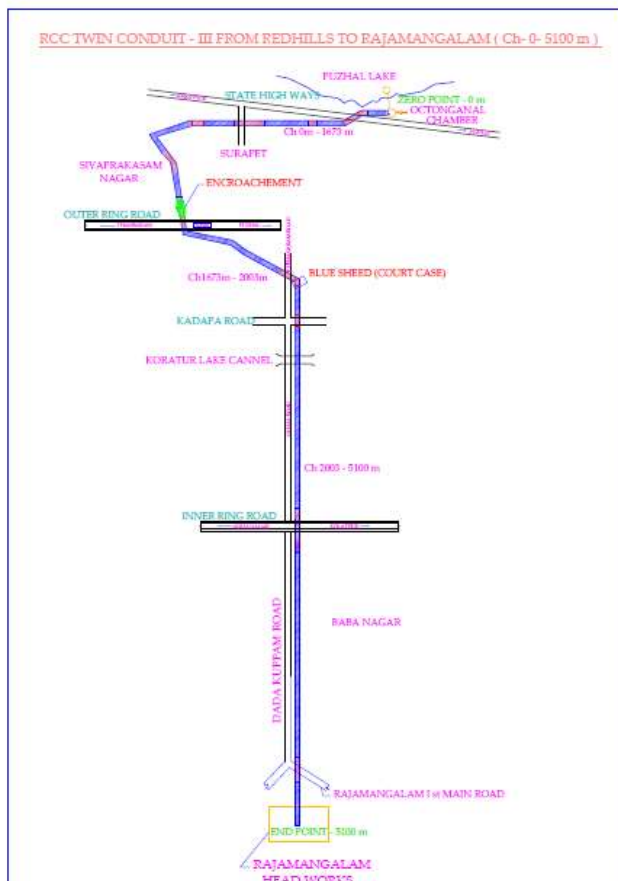 RCC TWIN CONDUIT - III FROM REDHILLS TO RAJAMANGALAM ( Ch- 0- 5100 m )
PUZHAL LAKE
STATE HIGH WAYS
ZERO POINT - 0 m
OCTONGANAL
CHAMBER
Ch 0m - 1673 m
SURAPET
SIVAPRAKASAM
NAGAR
ENCROACHEMENT
OUTER RING ROAD
Ch1673m - 2003m
BLUE SHEED (COURT CASE)
KADAPA ROAD
KORATUR LAKE CANNEL
Ch 2003 - 5100 m
INNER RING ROAD
BABA NAGAR
DADA KUPPAM ROAD
RAJAMANGALAM I st MAIN ROAD
END POINT - 5100 m
RAJAMANGALAM
HEAD WORKS